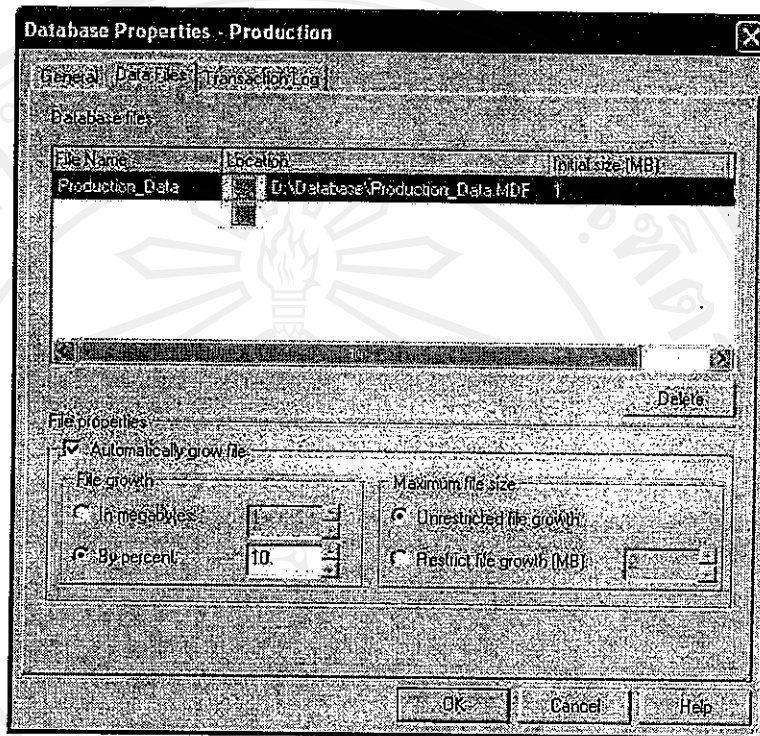 Database Properties - Production
General Data Files Transaction Log
Database files
File Name Location Initial size (MB)
Production_Data D:\Database\Production_Data.MDF 1
Delete
File properties
Automatically grow file
File growth
In megabytes: 1
By percent: 10
Maximum file size
Unrestricted file growth
Restrict file growth (MB): 2
OK Cancel Help